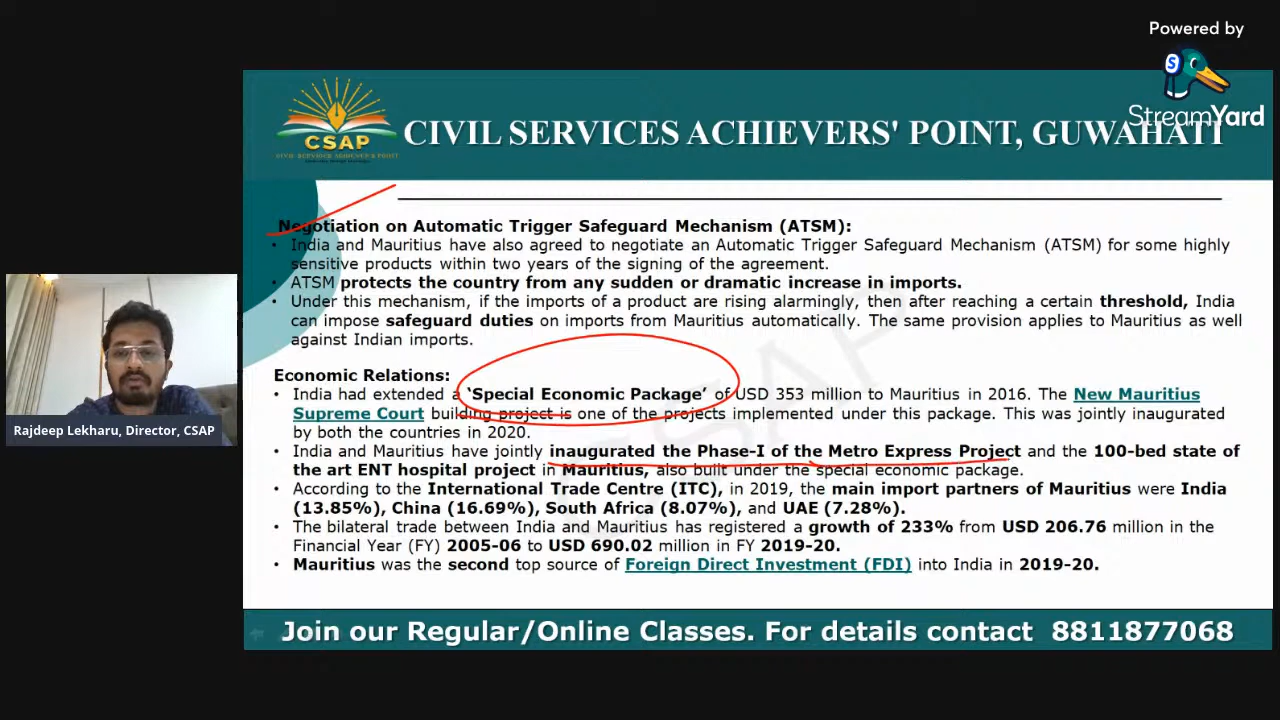 Powered by
StreamYard
CSAP
CIVIL SERVICES ACHIEVER'S POINT
CIVIL SERVICES ACHIEVERS' POINT, GUWAHATI
Negotiation on Automatic Trigger Safeguard Mechanism (ATSM):
• India and Mauritius have also agreed to negotiate an Automatic Trigger Safeguard Mechanism (ATSM) for some highly
sensitive products within two years of the signing of the agreement.
• ATSM protects the country from any sudden or dramatic increase in imports.
• Under this mechanism, if the imports of a product are rising alarmingly, then after reaching a certain threshold, India
can impose safeguard duties on imports from Mauritius automatically. The same provision applies to Mauritius as well
against Indian imports.
Economic Relations:
• India had extended a ‘Special Economic Package’ of USD 353 million to Mauritius in 2016. The New Mauritius
Supreme Court building project is one of the projects implemented under this package. This was jointly inaugurated
by both the countries in 2020.
• India and Mauritius have jointly inaugurated the Phase-I of the Metro Express Project and the 100-bed state of
the art ENT hospital project in Mauritius, also built under the special economic package.
• According to the International Trade Centre (ITC), in 2019, the main import partners of Mauritius were India
(13.85%), China (16.69%), South Africa (8.07%), and UAE (7.28%).
• The bilateral trade between India and Mauritius has registered a growth of 233% from USD 206.76 million in the
Financial Year (FY) 2005-06 to USD 690.02 million in FY 2019-20.
• Mauritius was the second top source of Foreign Direct Investment (FDI) into India in 2019-20.
CSAP
Rajdeep Lekharu, Director, CSAP
Join our Regular/Online Classes. For details contact 8811877068